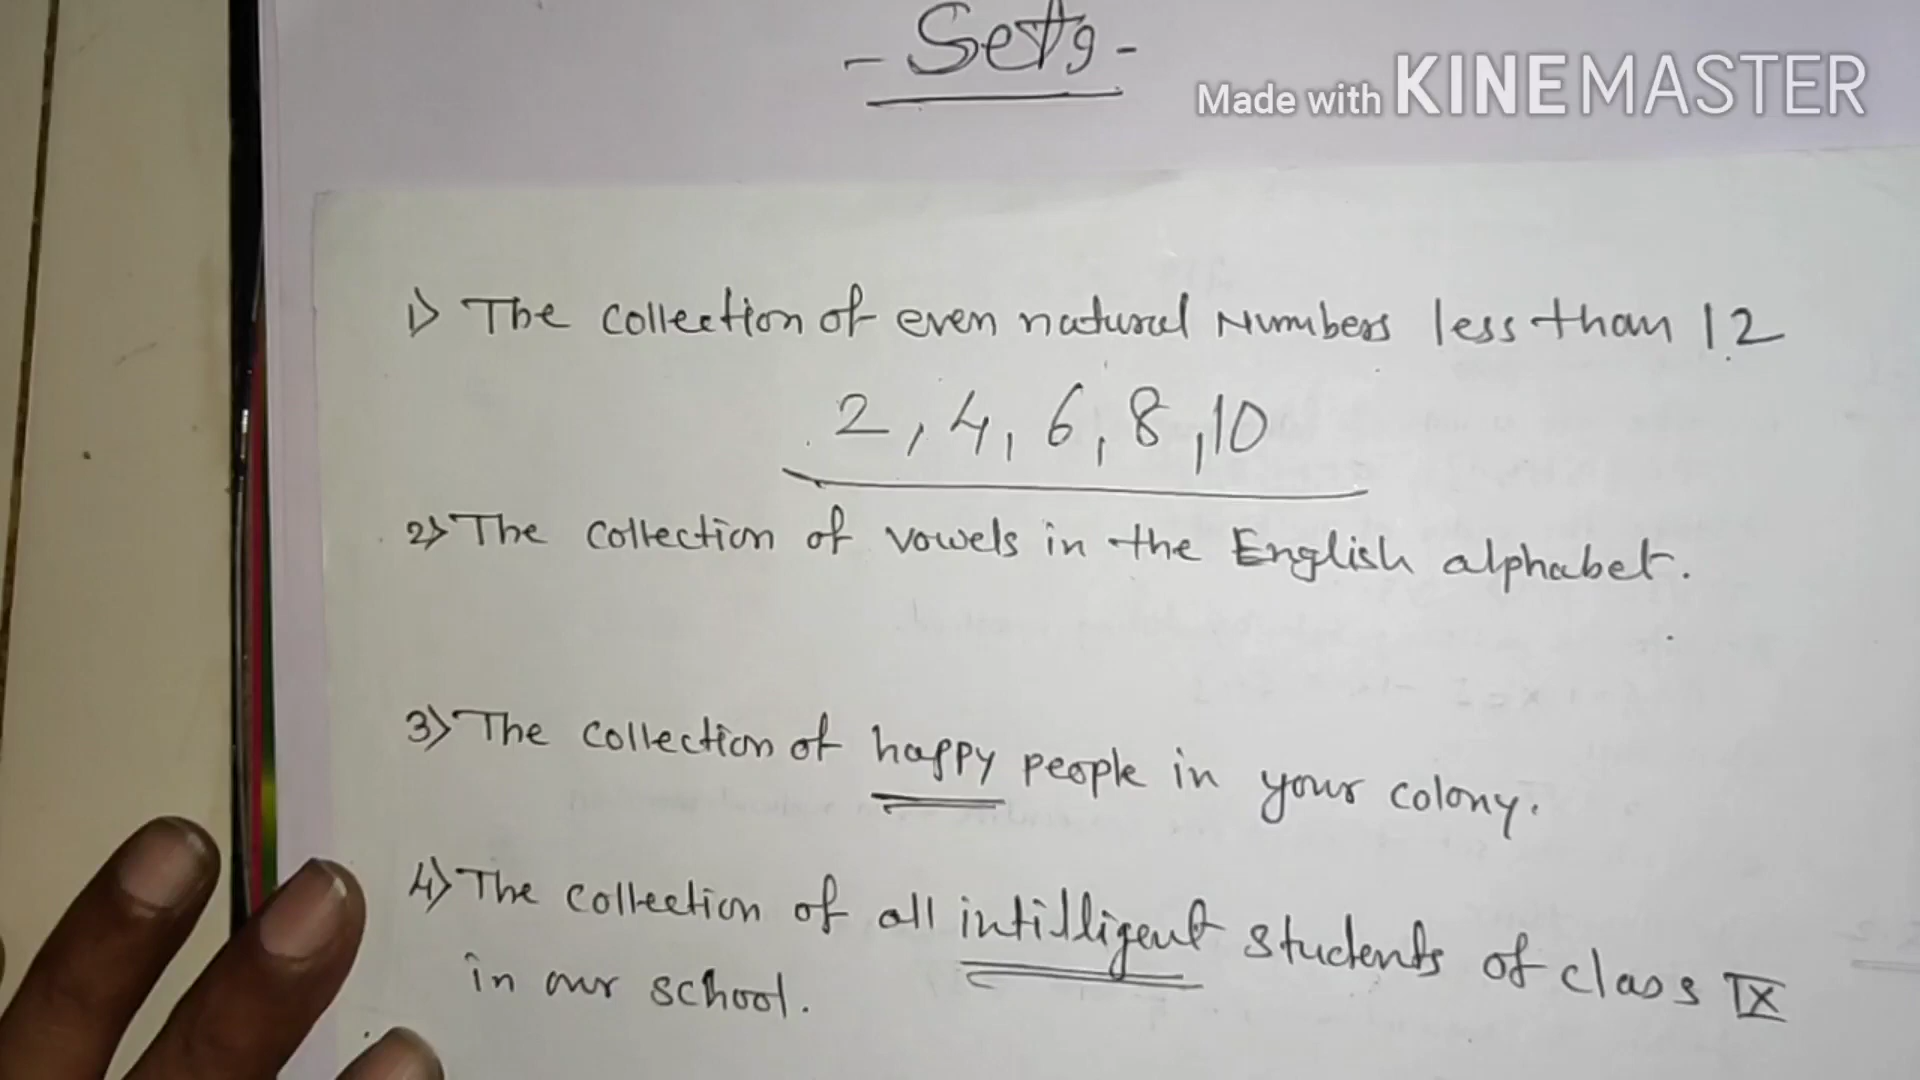 - Sets -
Made with KINEMASTER
1) The collection of even natural Numbers less than 12
2, 4, 6, 8, 10
2) The collection of vowels in the English alphabet.
3) The collection of happy people in your colony.
4) The collection of all intilligent students of class IX
in our school.